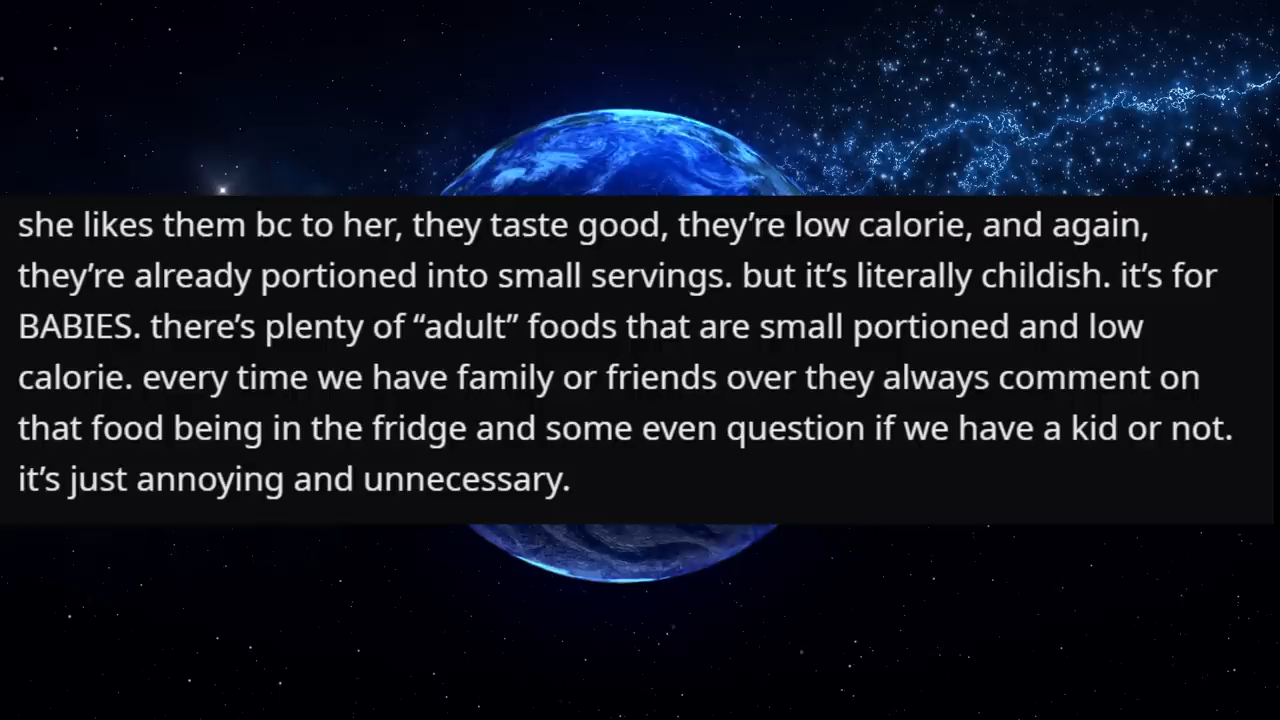 she likes them bc to her, they taste good, they’re low calorie, and again,
they’re already portioned into small servings. but it’s literally childish. it’s for
BABIES. there’s plenty of “adult” foods that are small portioned and low
calorie. every time we have family or friends over they always comment on
that food being in the fridge and some even question if we have a kid or not.
it’s just annoying and unnecessary.